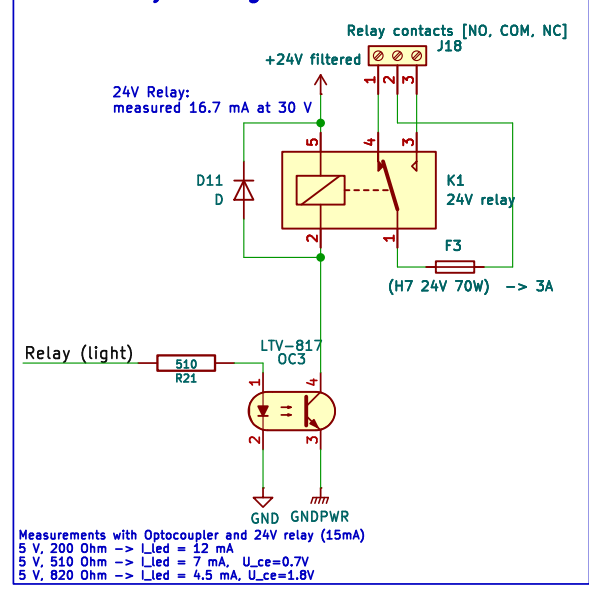 Relay contacts [NO, COM, NC]
J18
+24V filtered
1 2 3
24V Relay:
measured 16.7 mA at 30 V
5 4 3
D11
D
K1
24V relay
2 1
F3
(H7 24V 70W) -> 3A
LTV-817
OC3
Relay (light)
510
R21
1 4
2 3
GND GNDPWR
Measurements with Optocoupler and 24V relay (15mA)
5 V, 200 Ohm -> I_led = 12 mA
5 V, 510 Ohm -> I_led = 7 mA, U_ce=0.7V
5 V, 820 Ohm -> I_led = 4.5 mA, U_ce=1.8V